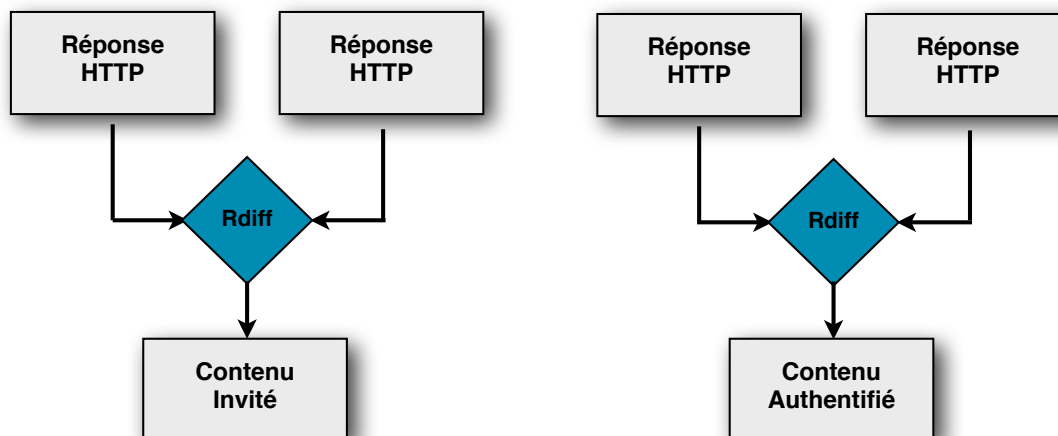 Réponse
HTTP
Réponse
HTTP
Réponse
HTTP
Réponse
HTTP
Rdiff
Rdiff
Contenu
Invité
Contenu
Authentifié